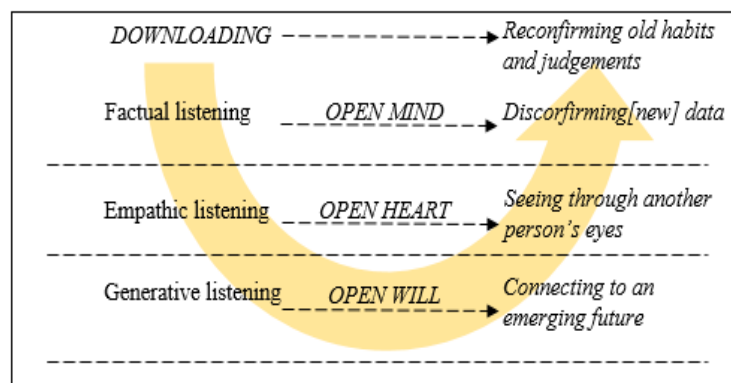 DOWNLOADING
Reconfirming old habits
and judgements
Factual listening
OPEN MIND
Discorfirming[new] data
Empathic listening
OPEN HEART
Seeing through another
person’s eyes
Generative listening
OPEN WILL
Connecting to an
emerging future